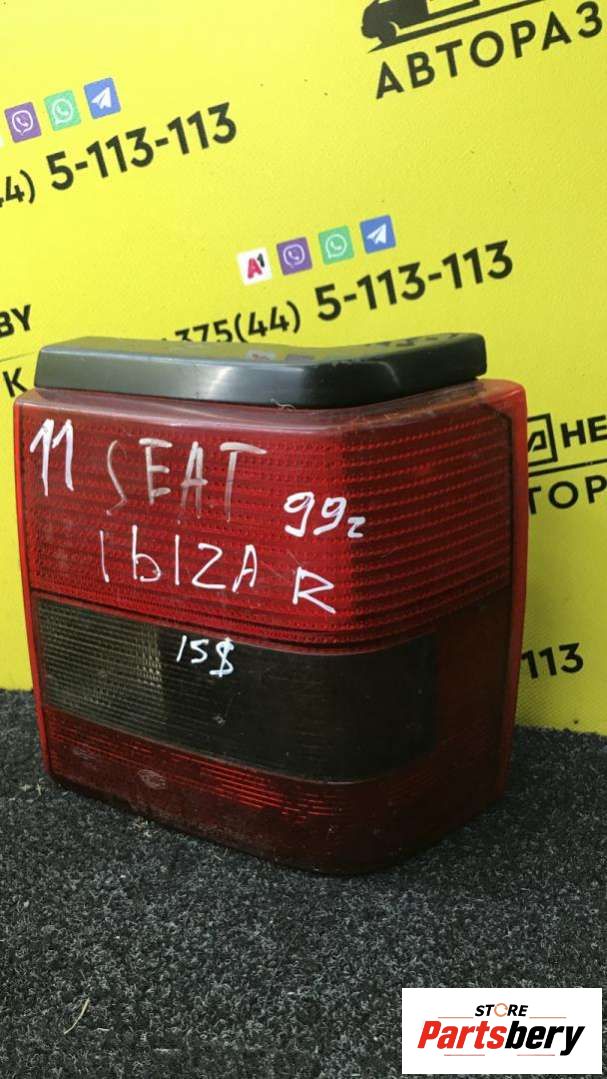 АВТОРАЗ
44) 5-113-113
A1
375(44) 5-113-113
BY
K
НЕ
ТОР
113
11 SEAT 99г
IbIZA R
15$
STORE
Partsbery